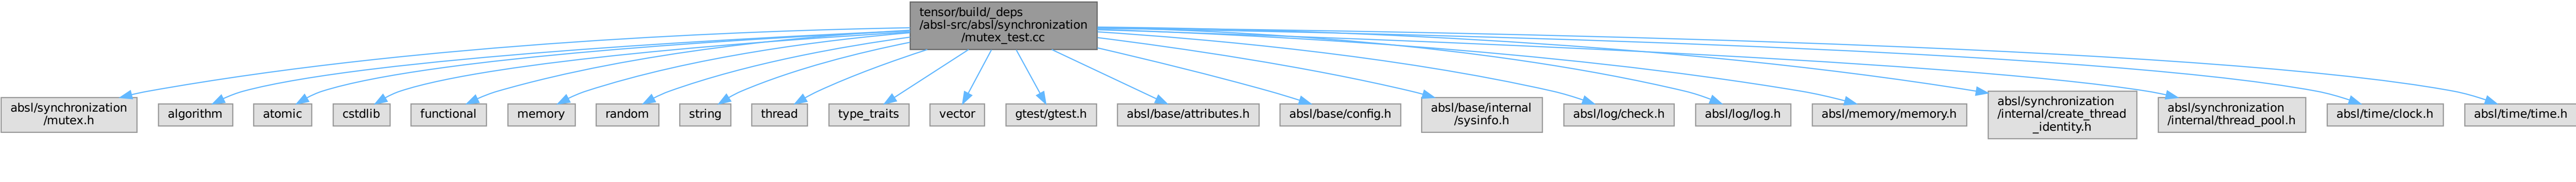 tensor/build/_deps
/absl-src/absl/synchronization
/mutex_test.cc
absl/synchronization
/mutex.h
algorithm
atomic
cstdlib
functional
memory
random
string
thread
type_traits
vector
gtest/gtest.h
absl/base/attributes.h
absl/base/config.h
absl/base/internal
/sysinfo.h
absl/log/check.h
absl/log/log.h
absl/memory/memory.h
absl/synchronization
/internal/create_thread
_identity.h
absl/synchronization
/internal/thread_pool.h
absl/time/clock.h
absl/time/time.h